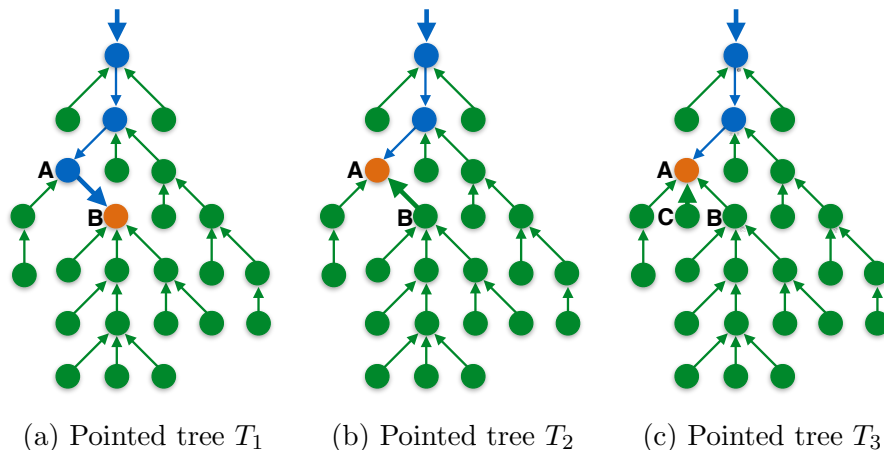 A
B
A
B
A
C
B
(a) Pointed tree T1
(b) Pointed tree T2
(c) Pointed tree T3